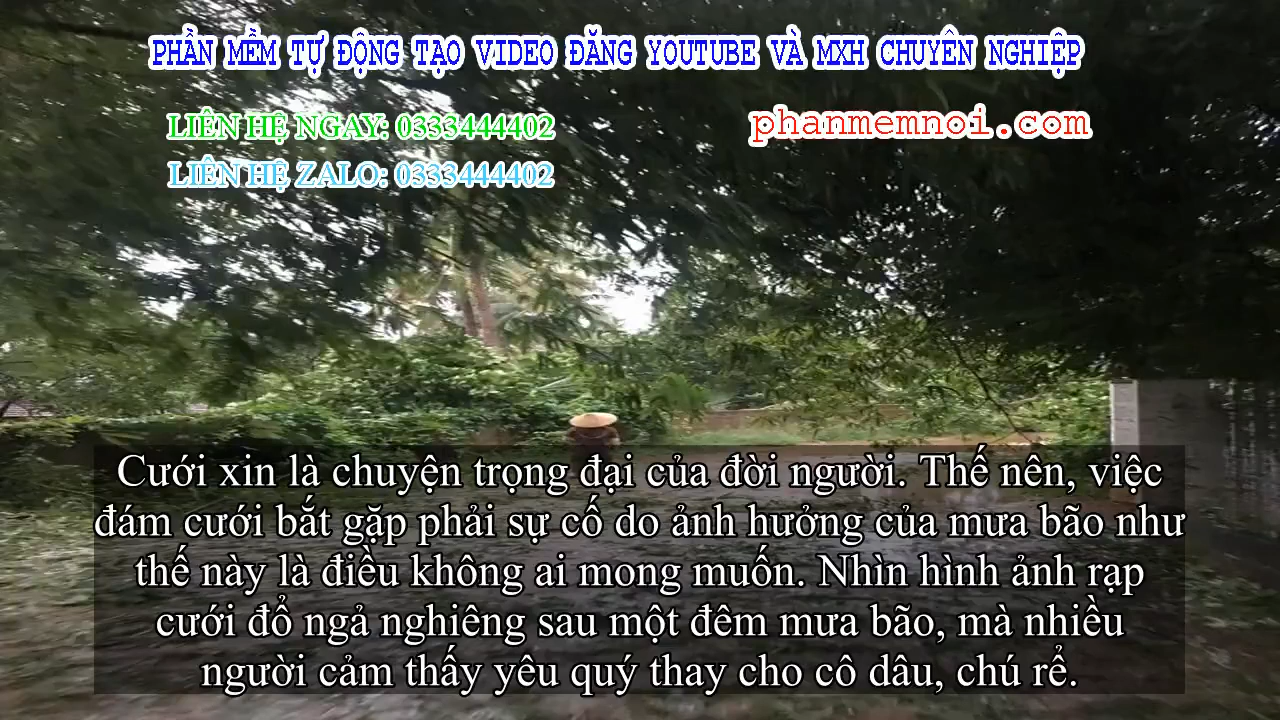 PHẦN MỀM TỰ ĐỘNG TẠO VIDEO ĐĂNG YOUTUBE VÀ MXH CHUYÊN NGHIỆP
LIÊN HỆ NGAY: 0333444402
phanmemnoi.com
LIÊN HỆ ZALO: 0333444402
Cưới xin là chuyện trọng đại của đời người. Thế nên, việc
đám cưới bắt gặp phải sự cố do ảnh hưởng của mưa bão như
thế này là điều không ai mong muốn. Nhìn hình ảnh rạp
cưới đổ ngả nghiêng sau một đêm mưa bão, mà nhiều
người cảm thấy yêu quý thay cho cô dâu, chú rể.